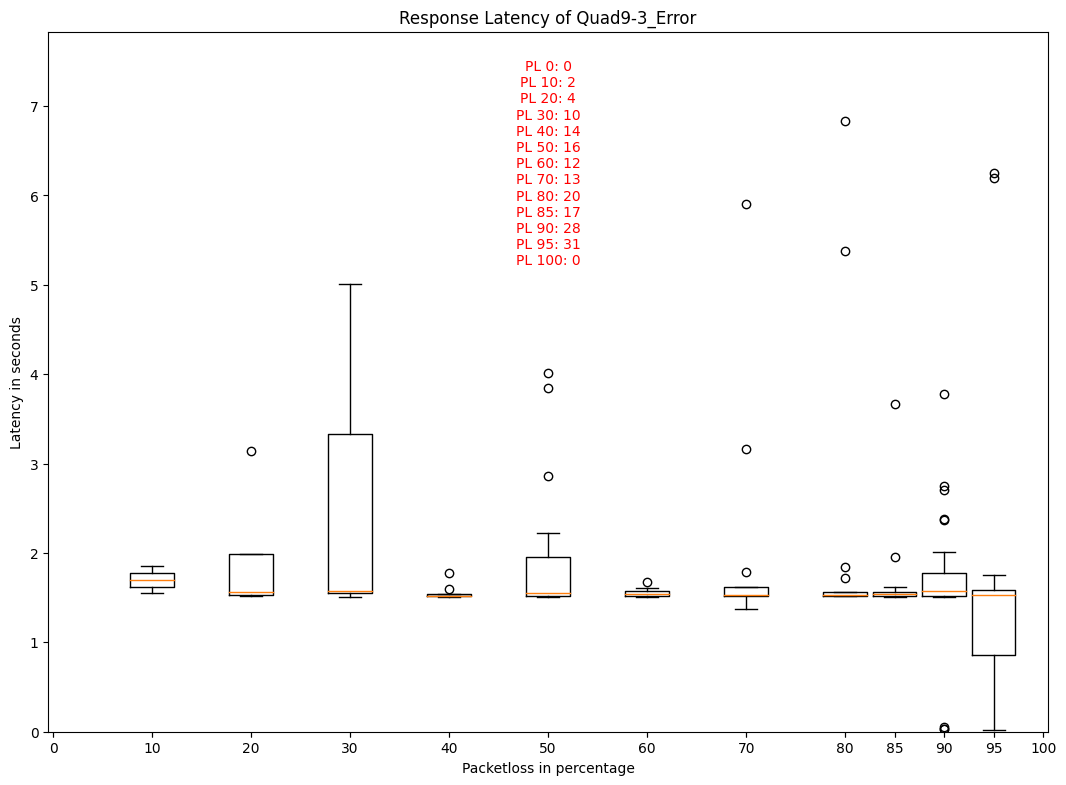 Response Latency of Quad9-3_Error
PL 0: 0
PL 10: 2
PL 20: 4
PL 30: 10
PL 40: 14
PL 50: 16
PL 60: 12
PL 70: 13
PL 80: 20
PL 85: 17
PL 90: 28
PL 95: 31
PL 100: 0
Latency in seconds
7
6
5
4
3
2
1
0
0 10 20 30 40 50 60 70 80 85 90 95 100
Packetloss in percentage